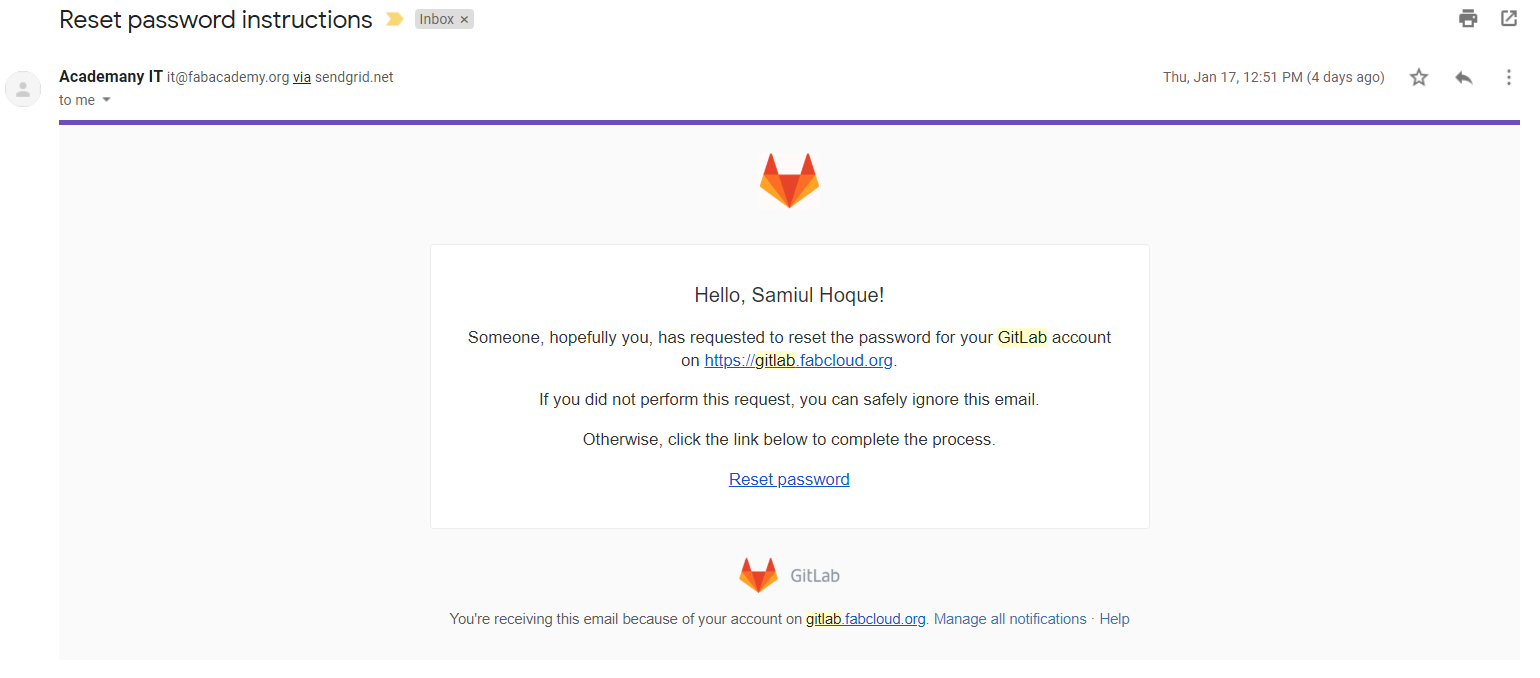 Reset password instructions Inbox ×
Academany IT it@fabacademy.org via sendgrid.net Thu, Jan 17, 12:51 PM (4 days ago)
to me
Hello, Samiul Hoque!
Someone, hopefully you, has requested to reset the password for your GitLab account
on https://gitlab.fabcloud.org.
If you did not perform this request, you can safely ignore this email.
Otherwise, click the link below to complete the process.
Reset password
GitLab
You're receiving this email because of your account on gitlab.fabcloud.org. Manage all notifications · Help